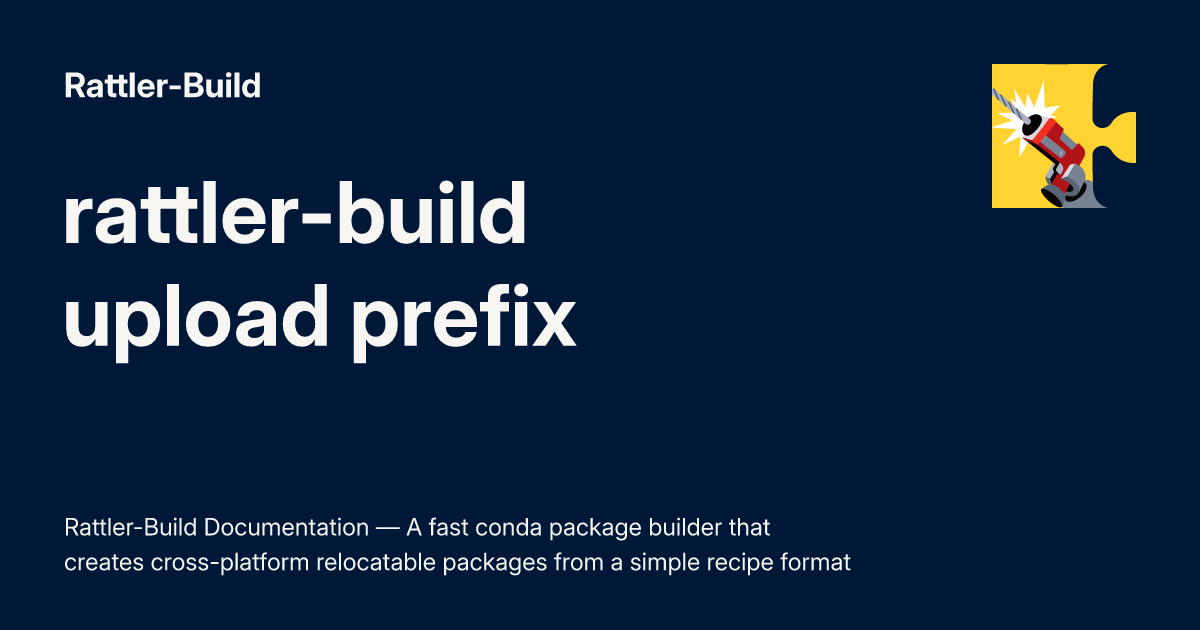 Rattler-Build
rattler-build
upload prefix
Rattler-Build Documentation — A fast conda package builder that
creates cross-platform relocatable packages from a simple recipe format